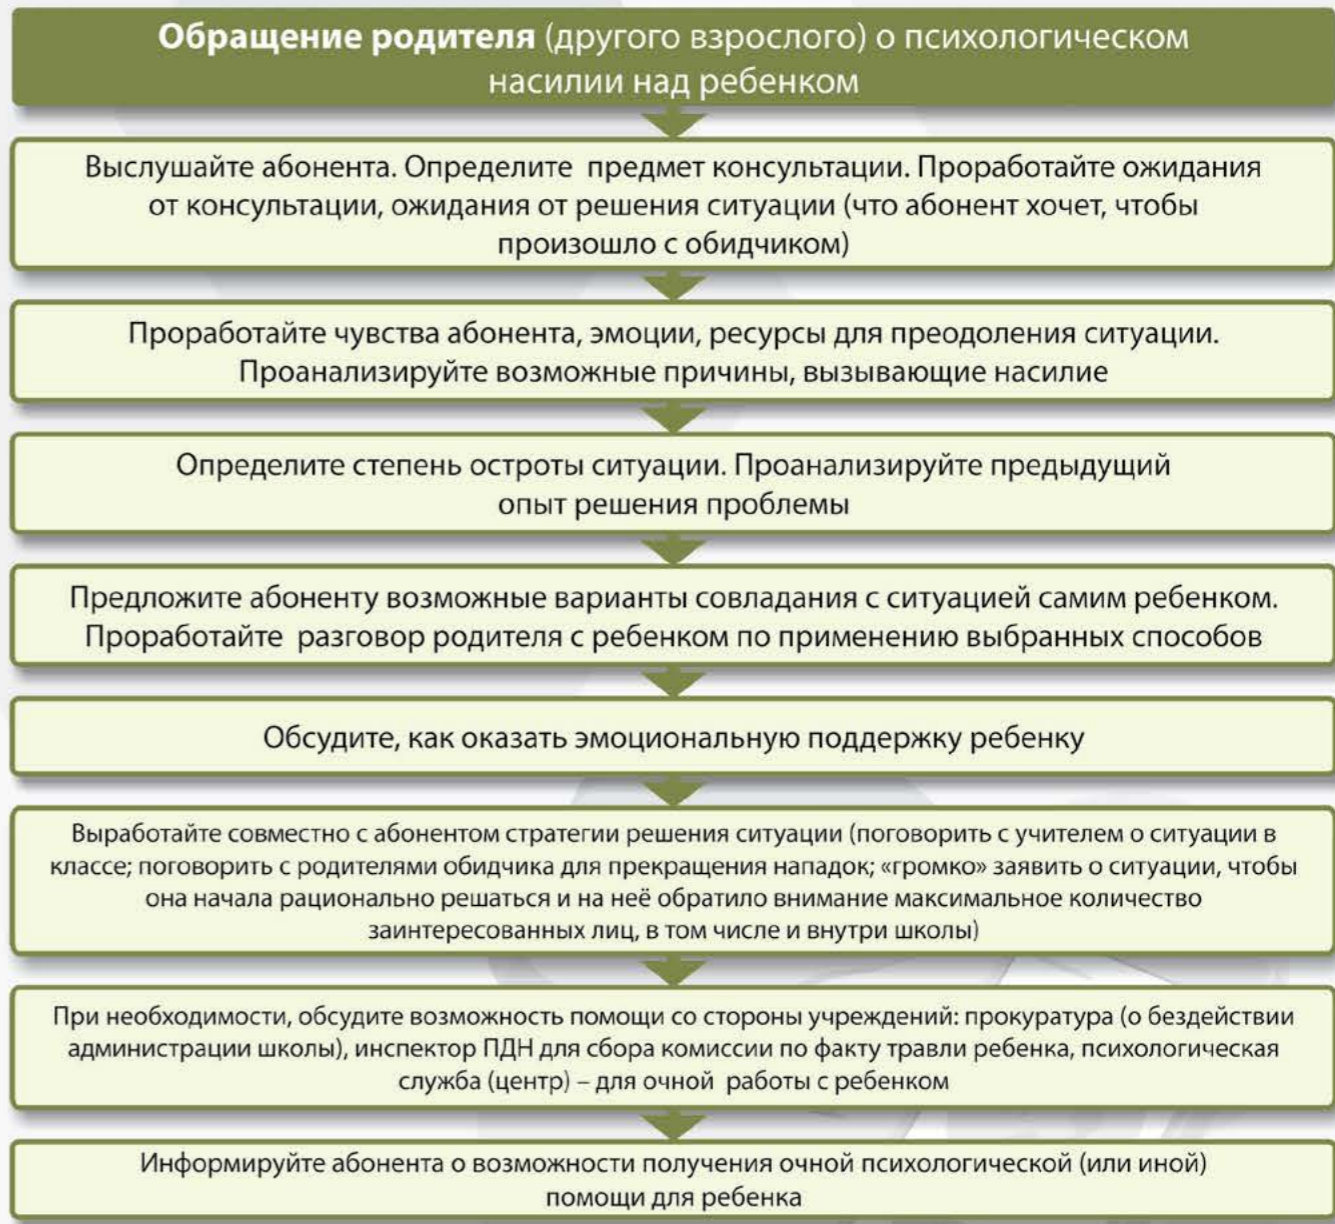 Обращение родителя (другого взрослого) о психологическом
насилии над ребенком
Выслушайте абонента. Определите предмет консультации. Проработайте ожидания
от консультации, ожидания от решения ситуации (что абонент хочет, чтобы
произошло с обидчиком)
Проработайте чувства абонента, эмоции, ресурсы для преодоления ситуации.
Проанализируйте возможные причины, вызывающие насилие
Определите степень остроты ситуации. Проанализируйте предыдущий
опыт решения проблемы
Предложите абоненту возможные варианты совладания с ситуацией самим ребенком.
Проработайте разговор родителя с ребенком по применению выбранных способов
Обсудите, как оказать эмоциональную поддержку ребенку
Выработайте совместно с абонентом стратегии решения ситуации (поговорить с учителем о ситуации в
классе; поговорить с родителями обидчика для прекращения нападок; «громко» заявить о ситуации, чтобы
она начала рационально решаться и на неё обратило внимание максимальное количество
заинтересованных лиц, в том числе и внутри школы)
При необходимости, обсудите возможность помощи со стороны учреждений: прокуратура (о бездействии
администрации школы), инспектор ПДН для сбора комиссии по факту травли ребенка, психологическая
служба (центр) – для очной работы с ребенком
Информируйте абонента о возможности получения очной психологической (или иной)
помощи для ребенка